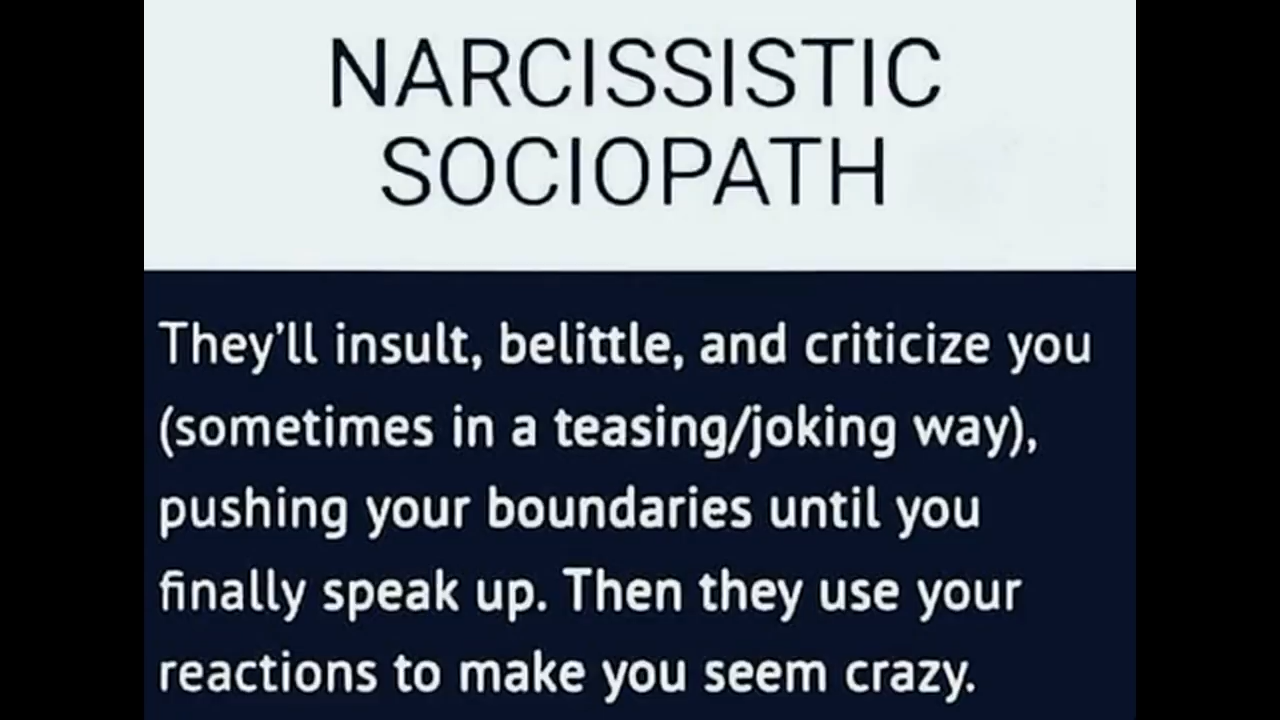 NARCISSISTIC
SOCIOPATH
They’ll insult, belittle, and criticize you
(sometimes in a teasing/joking way),
pushing your boundaries until you
finally speak up. Then they use your
reactions to make you seem crazy.